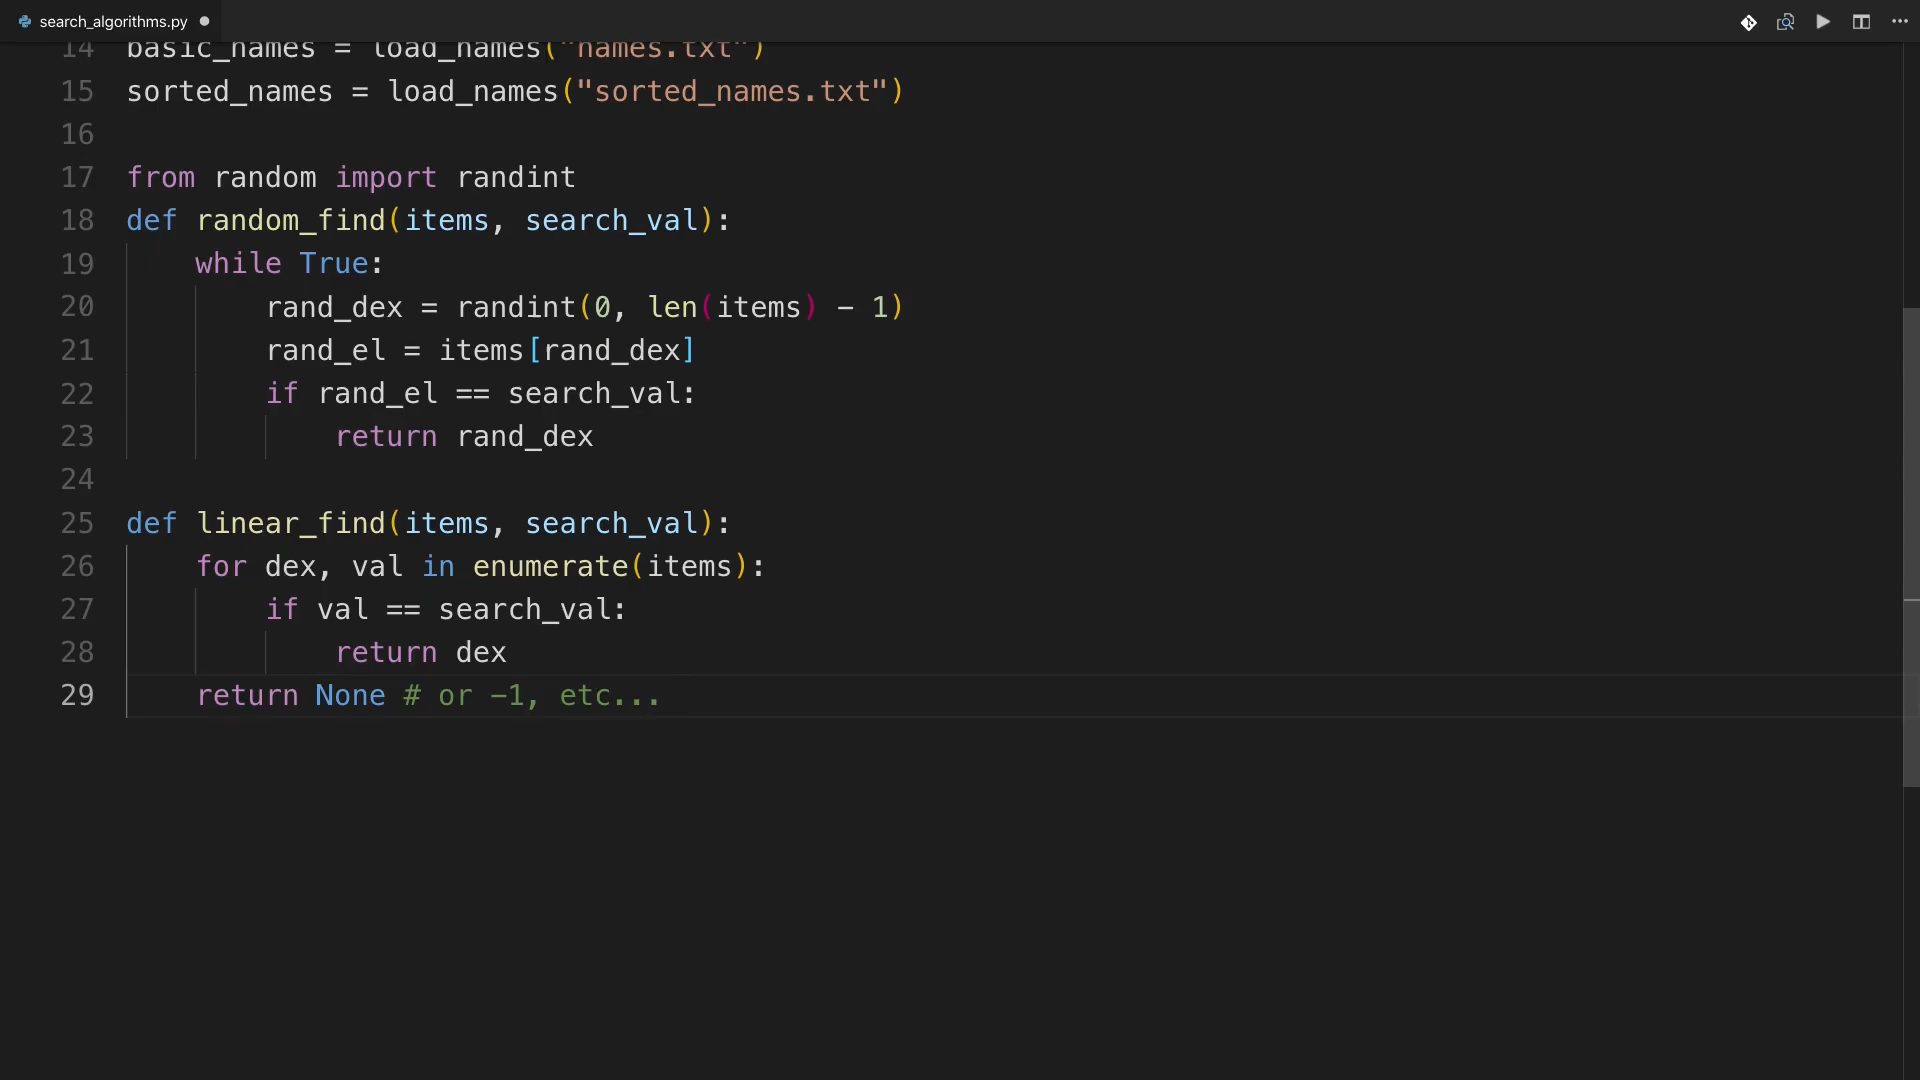 search_algorithms.py
14 basic_names = load_names("names.txt")
15 sorted_names = load_names("sorted_names.txt")
16
17 from random import randint
18 def random_find(items, search_val):
19     while True:
20         rand_dex = randint(0, len(items) - 1)
21         rand_el = items[rand_dex]
22         if rand_el == search_val:
23             return rand_dex
24
25 def linear_find(items, search_val):
26     for dex, val in enumerate(items):
27         if val == search_val:
28             return dex
29     return None # or -1, etc...